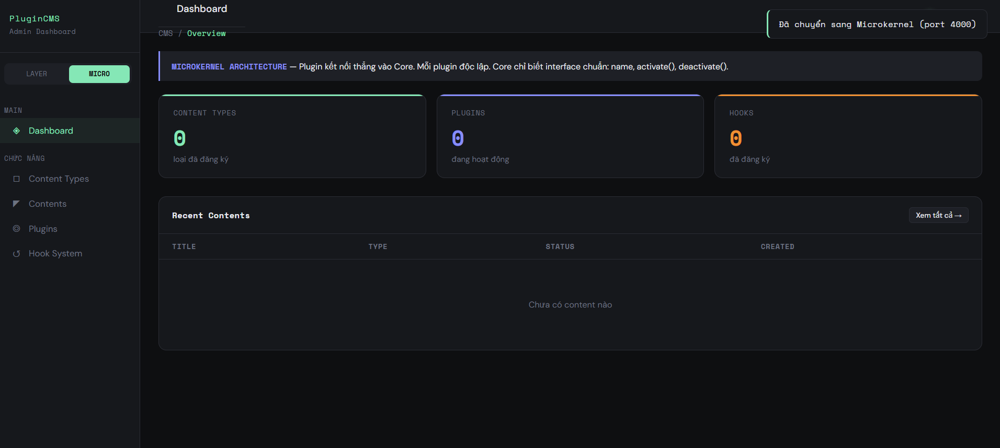 PluginCMS
Admin Dashboard
LAYER
MICRO
MAIN
Dashboard
CHỨC NĂNG
Content Types
Contents
Plugins
Hook System
Dashboard
CMS / Overview
Đã chuyển sang Microkernel (port 4000)
MICROKERNEL ARCHITECTURE — Plugin kết nối thẳng vào Core. Mỗi plugin độc lập. Core chỉ biết interface chuẩn: name, activate(), deactivate().
CONTENT TYPES
0
loại đã đăng ký
PLUGINS
0
đang hoạt động
HOOKS
0
đã đăng ký
Recent Contents
Xem tất cả →
TITLE TYPE STATUS CREATED
Chưa có content nào